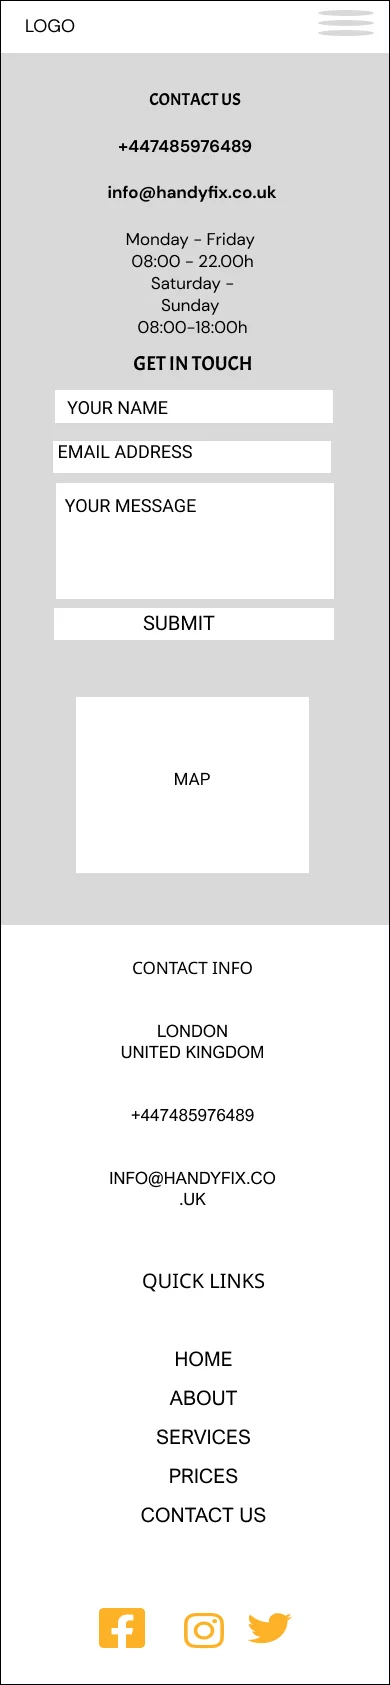 LOGO
CONTACT US
+447485976489
info@handyfix.co.uk
Monday - Friday
08:00 - 22.00h
Saturday -
Sunday
08:00-18:00h
GET IN TOUCH
YOUR NAME
EMAIL ADDRESS
YOUR MESSAGE
SUBMIT
MAP
CONTACT INFO
LONDON
UNITED KINGDOM
+447485976489
INFO@HANDYFIX.CO
.UK
QUICK LINKS
HOME
ABOUT
SERVICES
PRICES
CONTACT US